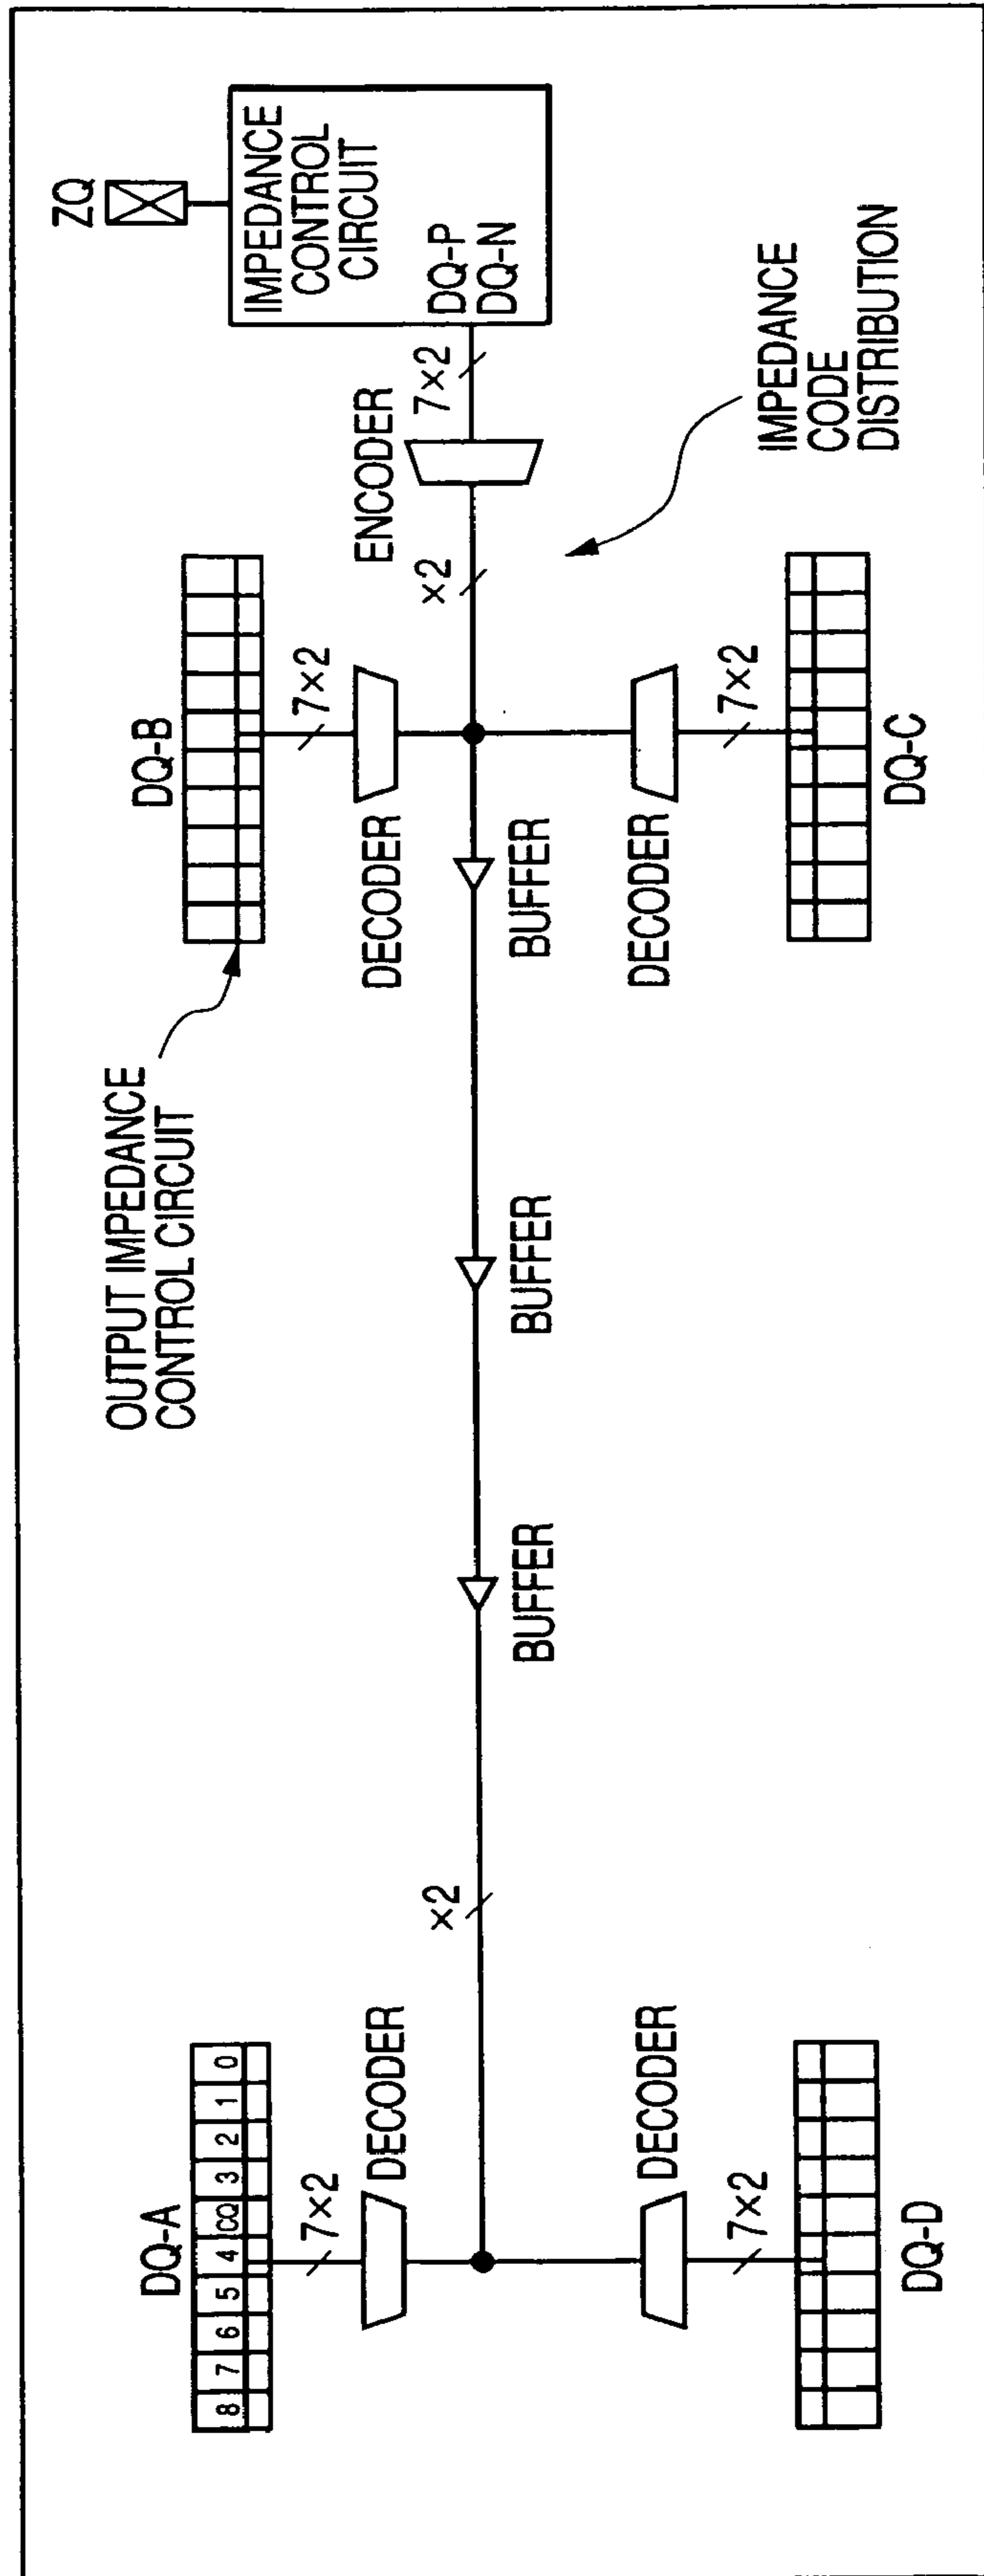 ZQ
OUTPUT IMPEDANCE
CONTROL CIRCUIT
DQ-A
DQ-B
8 7 6 5 4 CQ 3 2 1 0
IMPEDANCE
CONTROL
CIRCUIT
DQ-P
DQ-N
7×2
7×2
DECODER
DECODER
ENCODER
×2
×2
7×2
BUFFER
BUFFER
BUFFER
DECODER
DECODER
7×2
7×2
IMPEDANCE
CODE
DISTRIBUTION
DQ-D
DQ-C